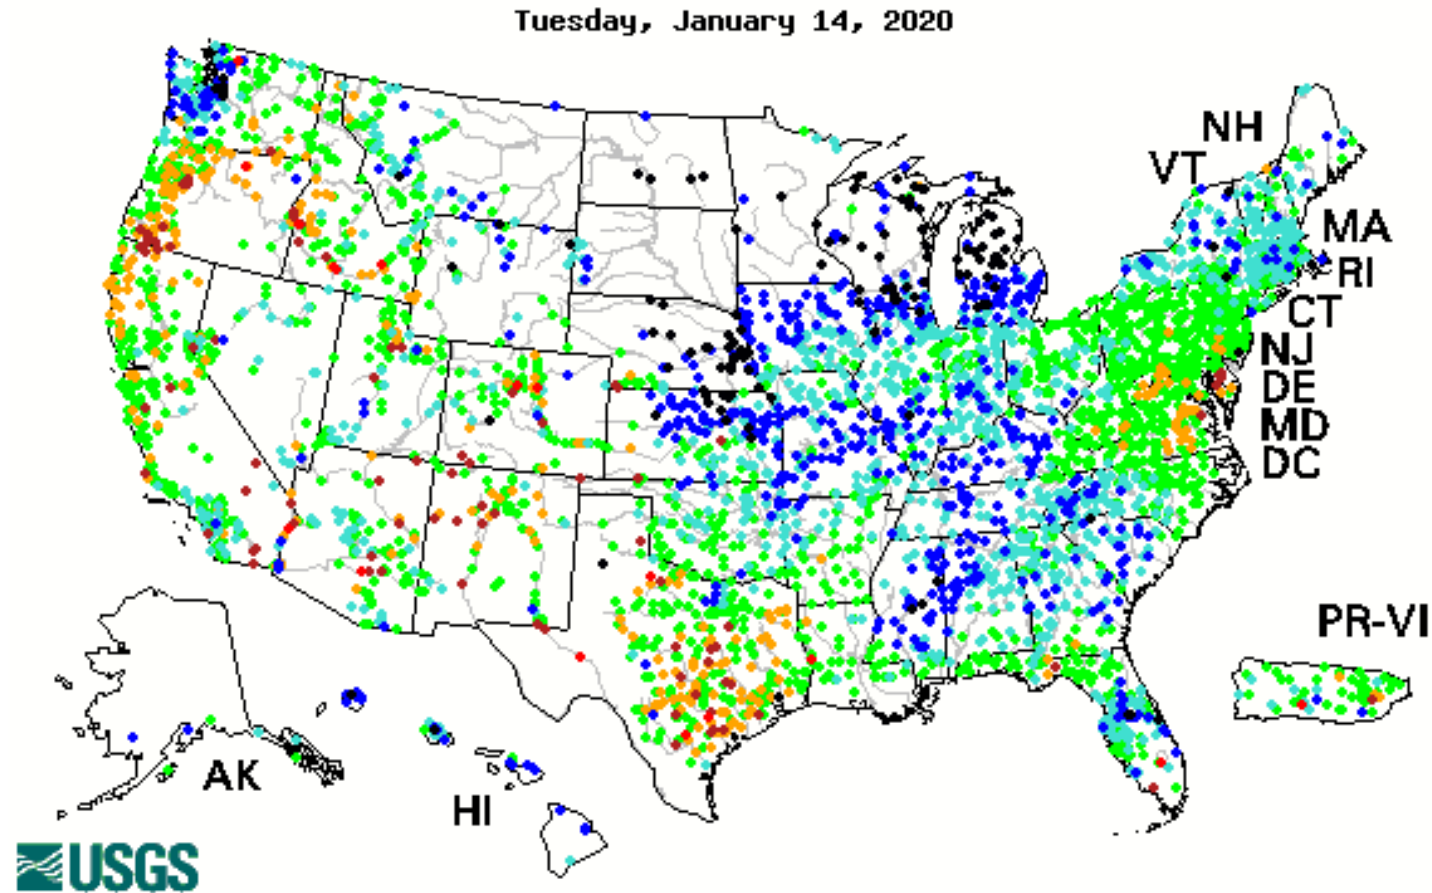 Tuesday, January 14, 2020
NH
VT
MA
RI
CT
NJ
DE
MD
DC
PR-VI
AK
HI
USGS